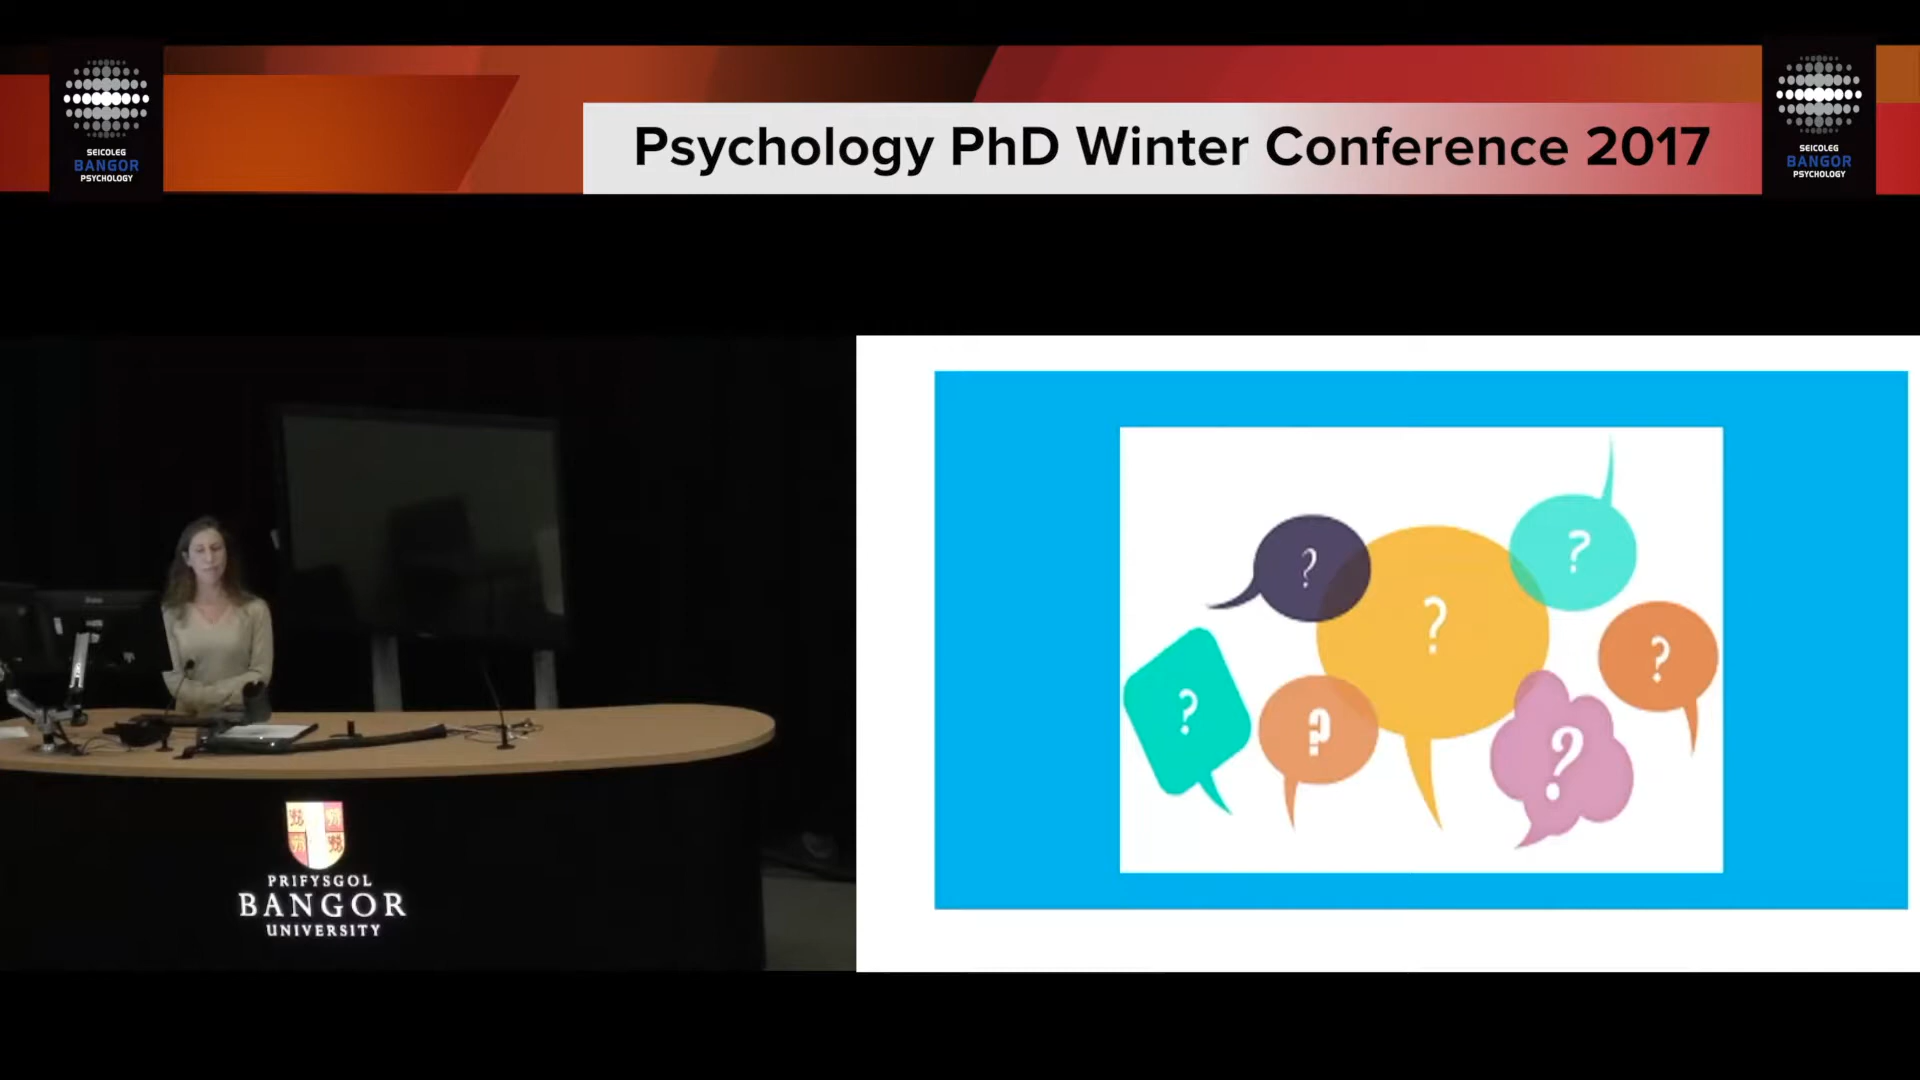 SEICOLEG
BANGOR
PSYCHOLOGY
Psychology PhD Winter Conference 2017
SEICOLEG
BANGOR
PSYCHOLOGY
?
?
?
?
?
?
?
PRIFYSGOL
BANGOR
UNIVERSITY